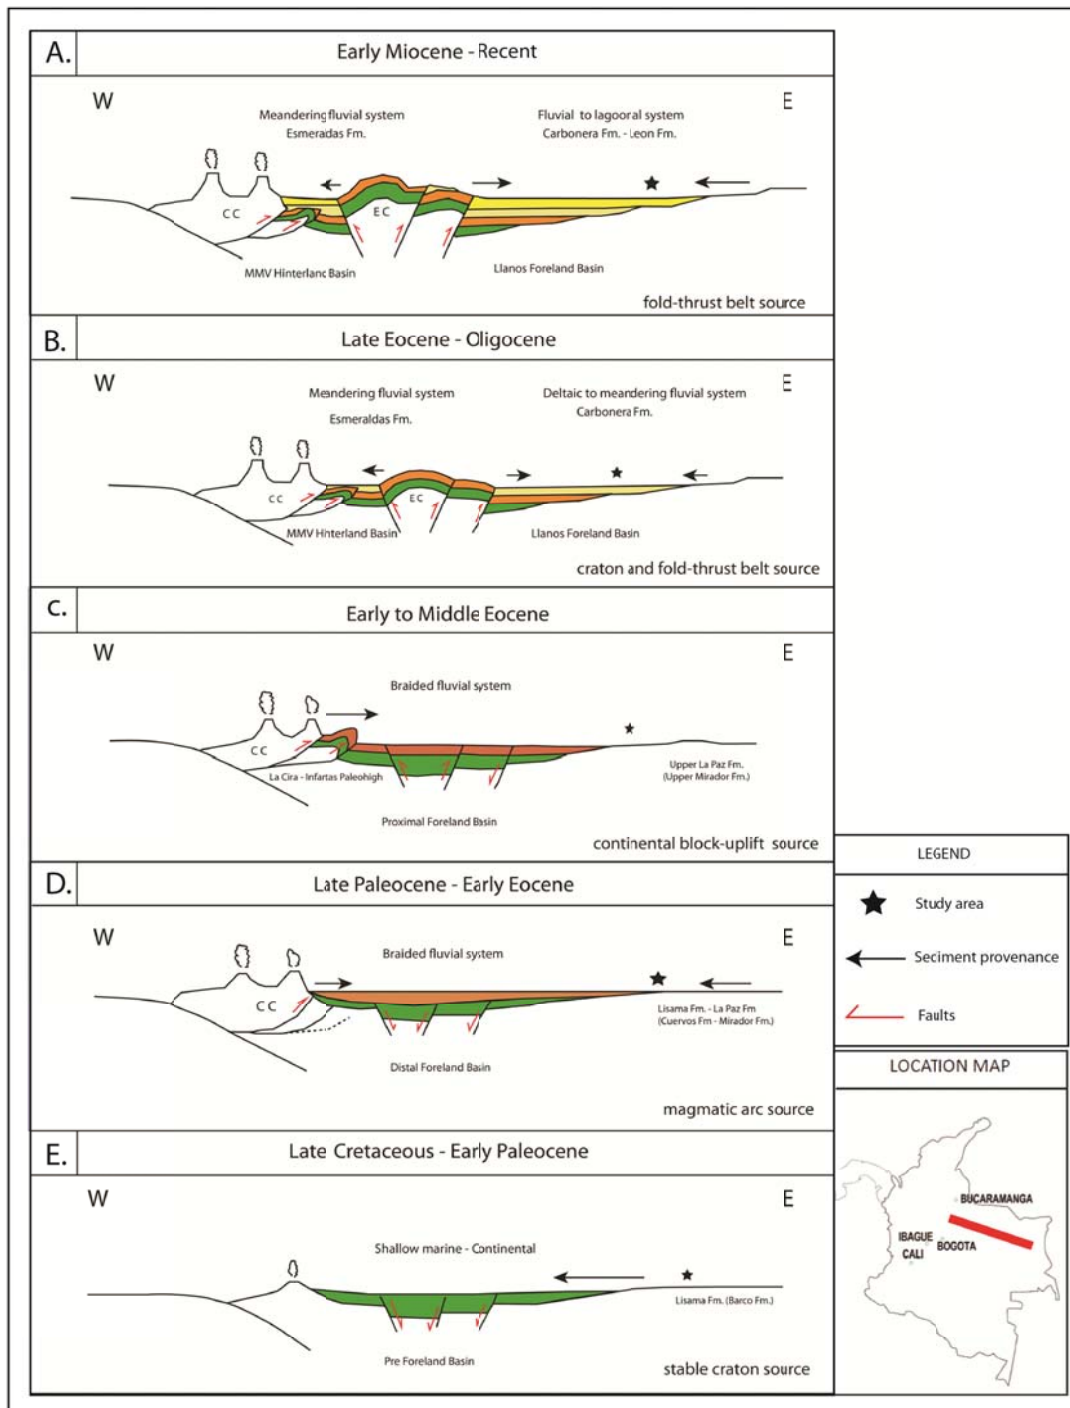 A.
Early Miocene - Recent
W
E
Meandering fluvial system
Esmeradas Fm.
Fluvial to lagooral system
Carbonera Fm. - Leon Fm.
CC
EC
MMV Hinterland Basin
Llanos Foreland Basin
fold-thrust belt source
B.
Late Eocene - Oligocene
W
E
Meandering fluvial system
Esmeraldas Fm.
Deltaic to meandering fluvial system
Carbonera Fm.
CC
EC
MMV Hinterland Basin
Llanos Foreland Basin
craton and fold-thrust belt source
C.
Early to Middle Eocene
W
E
Braided fluvial system
CC
La Cira - Infartas Paleohigh
Upper La Paz Fm.
(Upper Mirador Fm.)
Proximal Foreland Basin
continental block-uplift source
D.
Late Paleocene - Early Eocene
W
E
Braided fluvial system
CC
Lisama Fm. - La Paz Fm
(Cuervos Fm - Mirador Fm.)
Distal Foreland Basin
magmatic arc source
E.
Late Cretaceous - Early Paleocene
W
E
Shallow marine - Continental
Lisama Fm. (Barco Fm.)
Pre Foreland Basin
stable craton source
LEGEND
Study area
Seciment provenance
Faults
LOCATION MAP
BUCARAMANGA
IBAGUE
BOGOTA
CALI